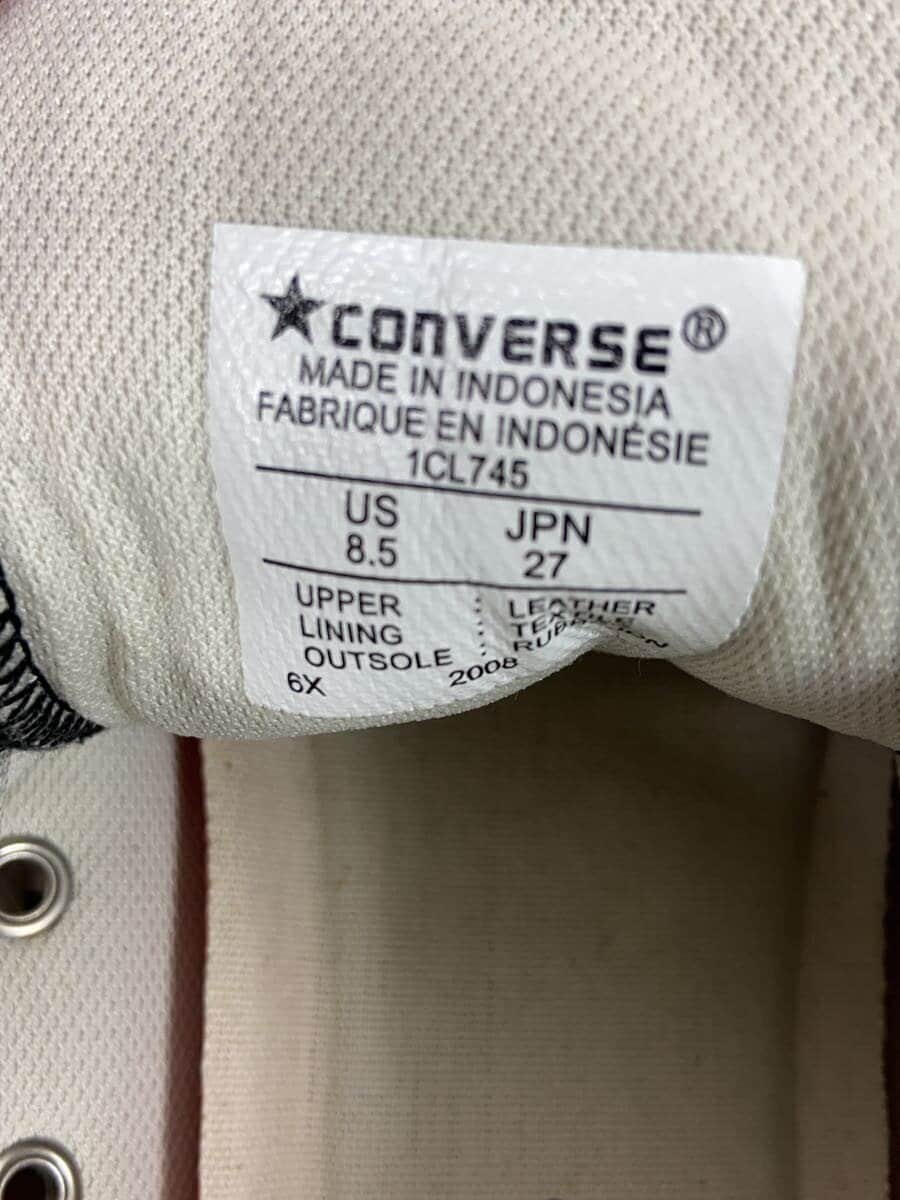 ★CONVERSE®
MADE IN INDONESIA
FABRIQUE EN INDONÉSIE
1CL745
US JPN
8.5 27
UPPER : LEATHER
LINING : TEXTILE
OUTSOLE :
6X 2008